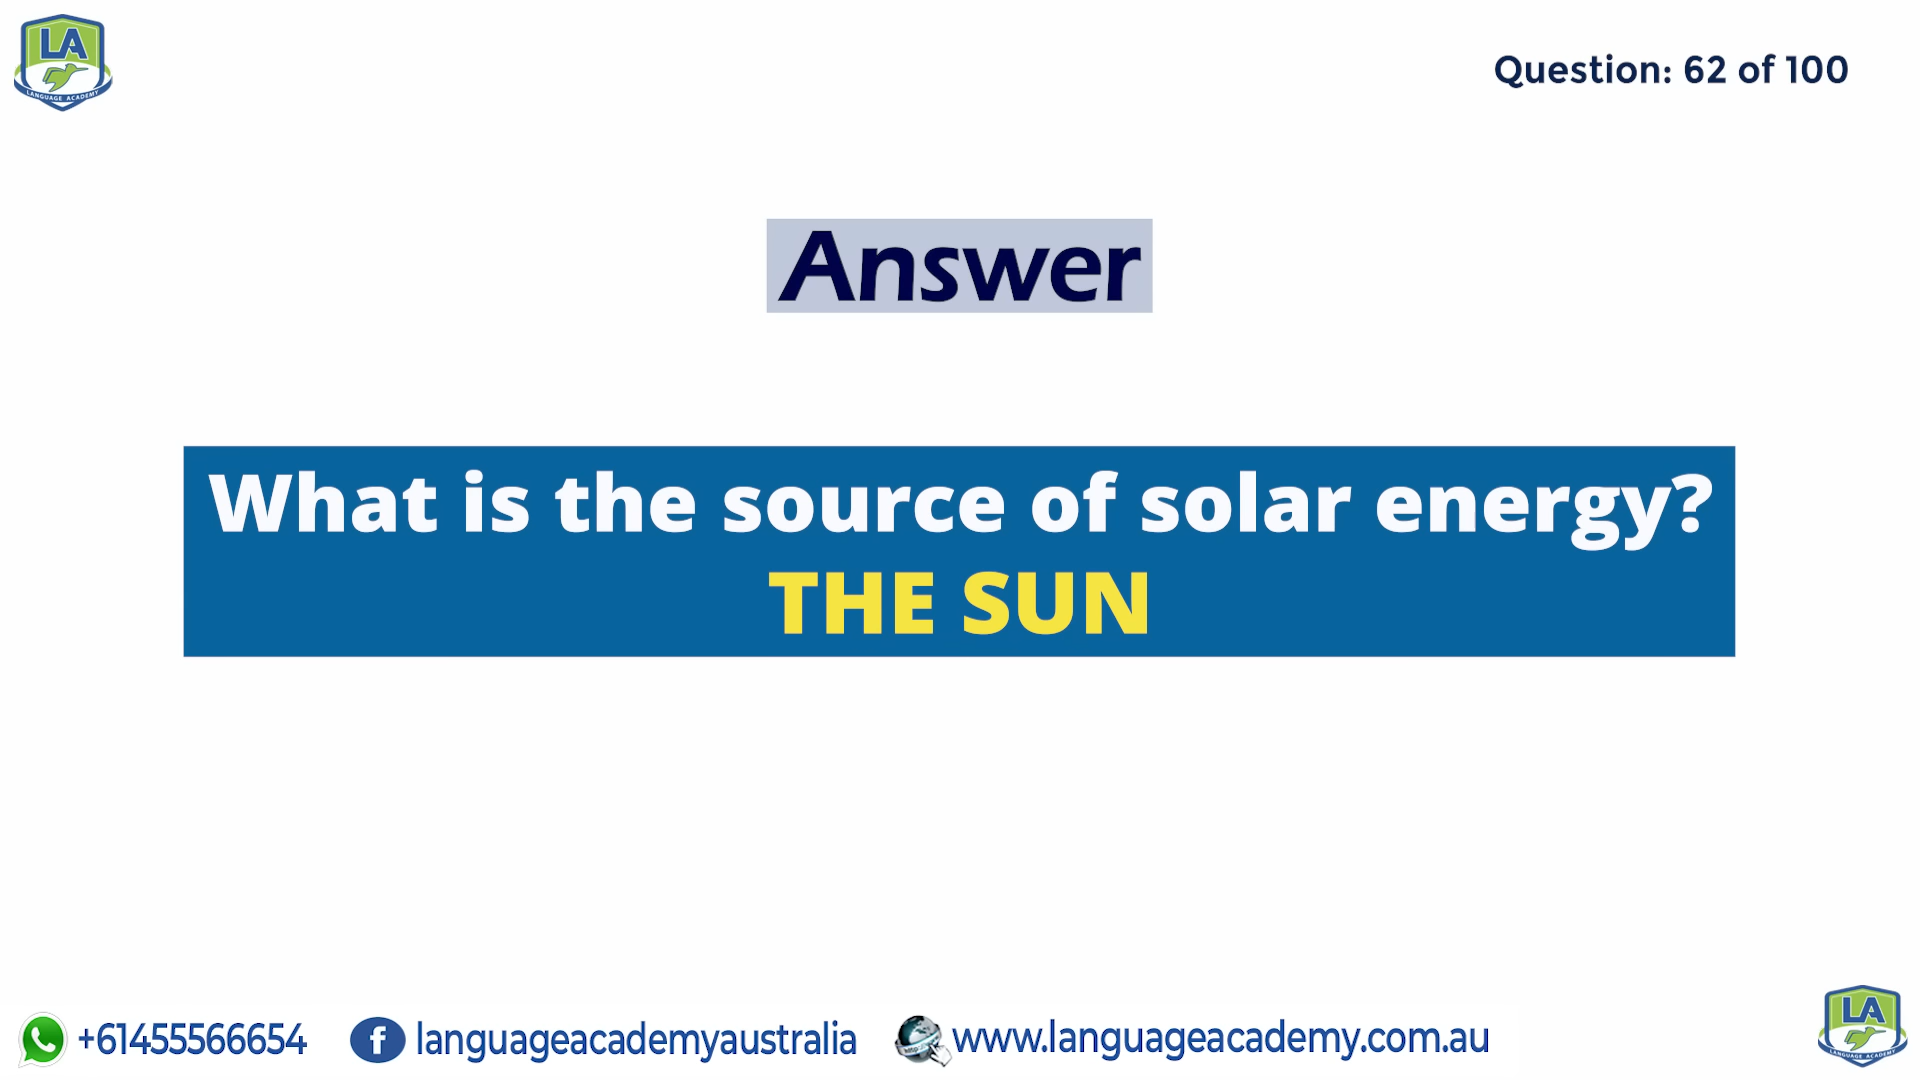 LA
LANGUAGE ACADEMY
Question: 62 of 100
Answer
What is the source of solar energy?
THE SUN
+61455566654
f languageacademyaustralia
http://
www.languageacademy.com.au
LA
LANGUAGE ACADEMY